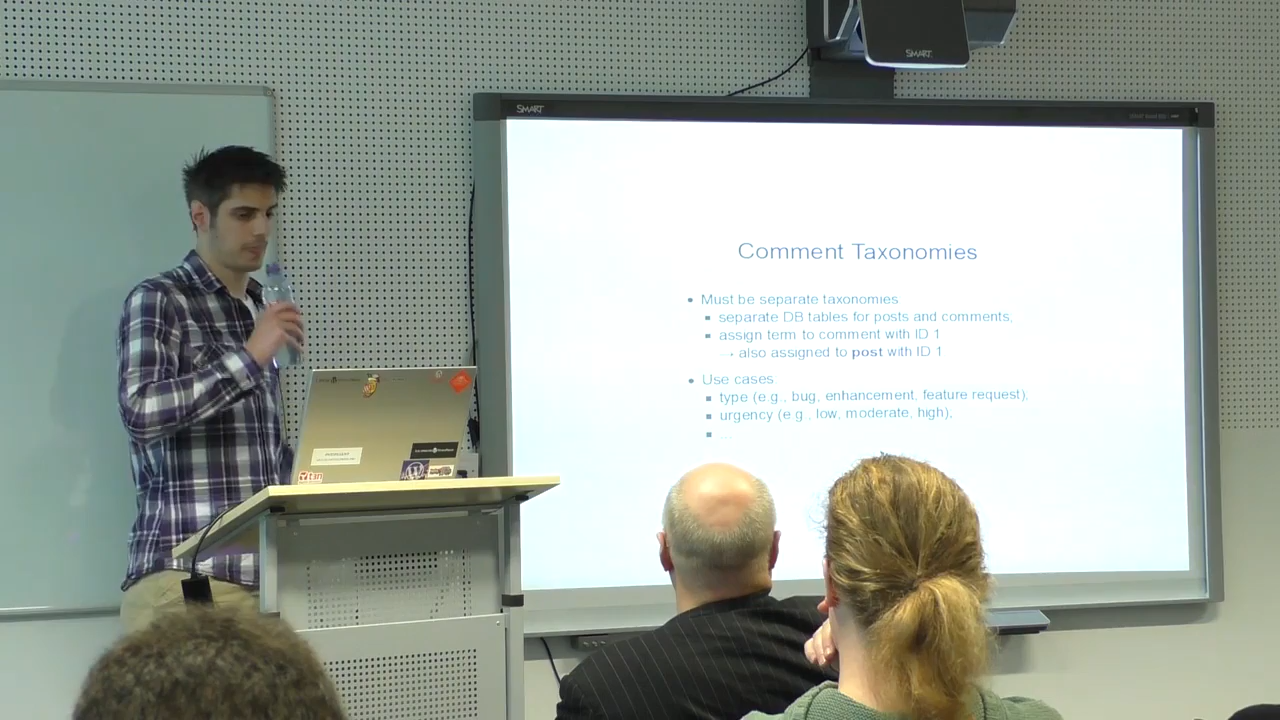 SMART
SMART
Comment Taxonomies
• Must be separate taxonomies
▪ separate DB tables for posts and comments;
▪ assign term to comment with ID 1
→ also assigned to post with ID 1
• Use cases:
▪ type (e.g., bug, enhancement, feature request);
▪ urgency (e.g., low, moderate, high);
▪ ...